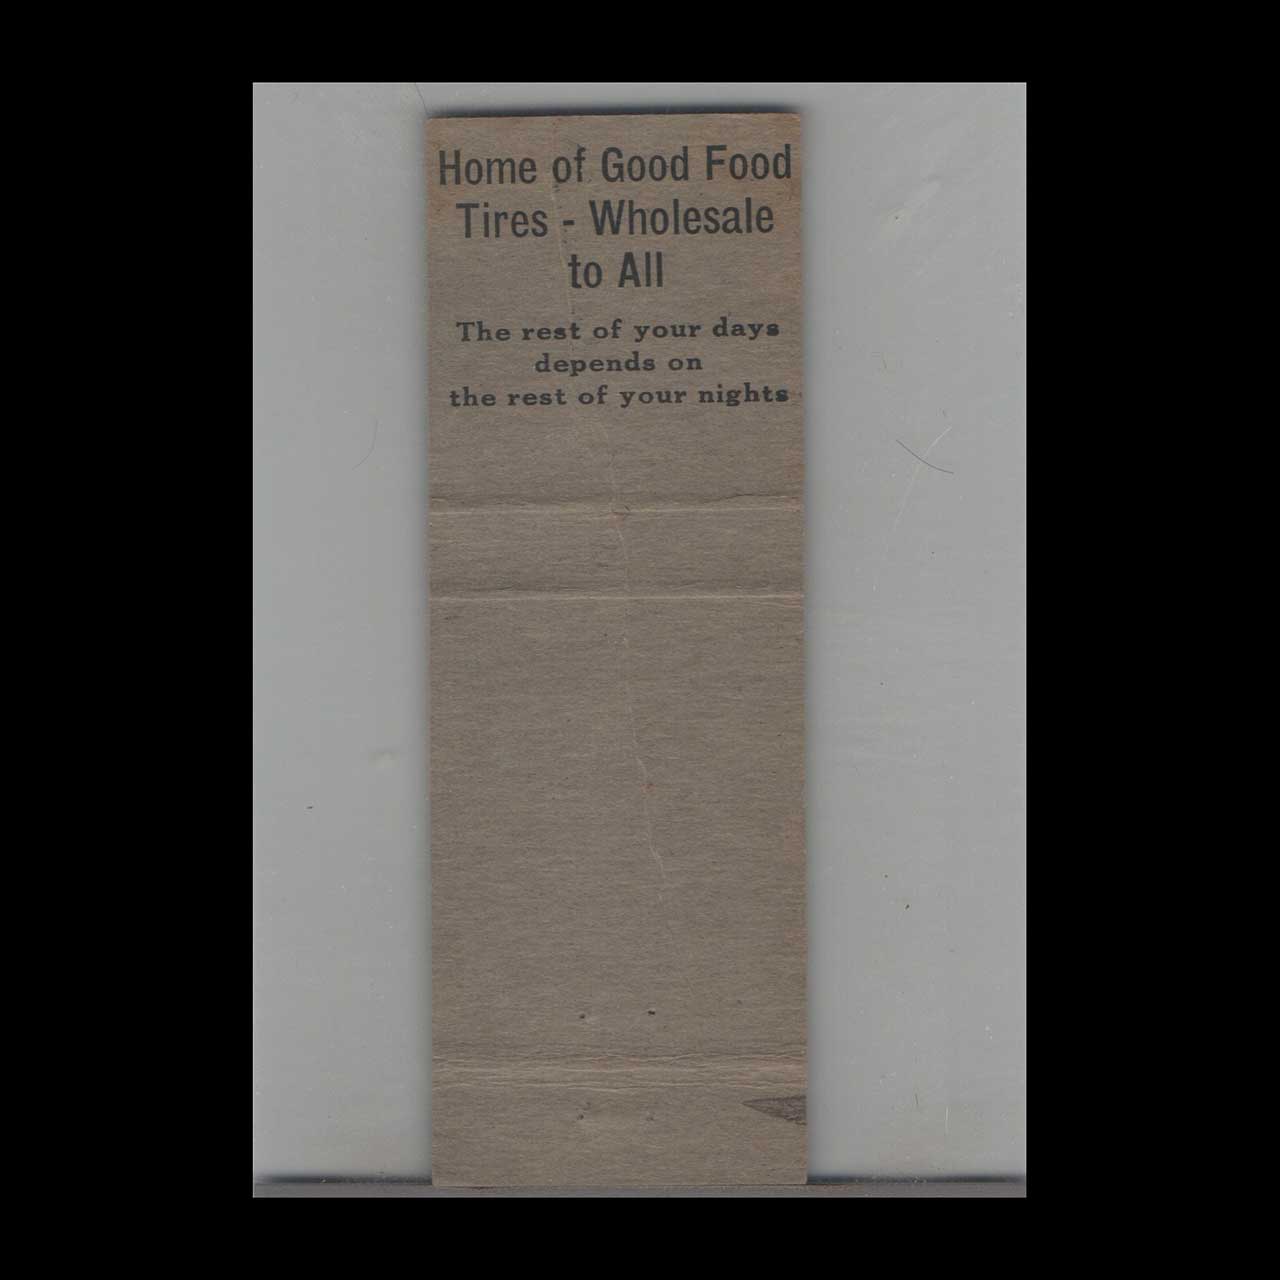 Home of Good Food
Tires - Wholesale
to All
The rest of your days
depends on
the rest of your nights